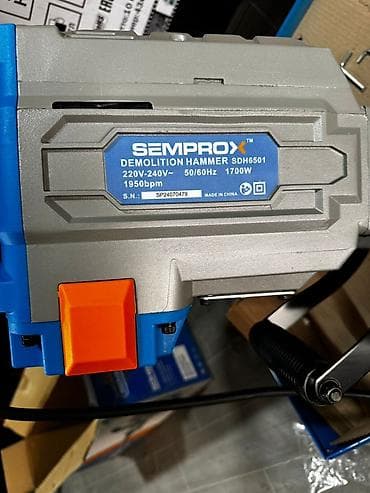 SEMPROX™
DEMOLITION HAMMER SDH6501
220V-240V~ 50/60Hz 1700W
1950bpm
S.N.: SP24070479 MADE IN CHINA